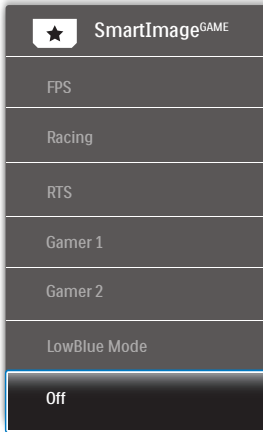 SmartImageGAME
FPS
Racing
RTS
Gamer 1
Gamer 2
LowBlue Mode
Off